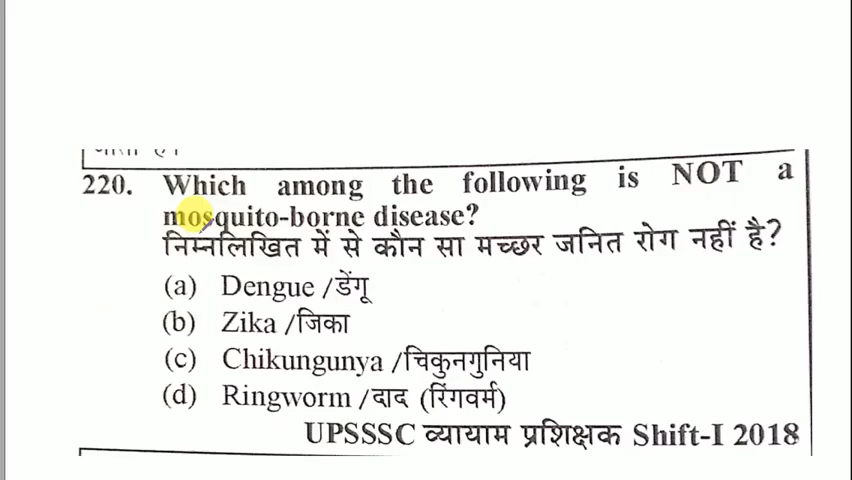 220. Which among the following is NOT a
mosquito-borne disease?
निम्नलिखित में से कौन सा मच्छर जनित रोग नहीं है?
(a) Dengue /डेंगू
(b) Zika /जिका
(c) Chikungunya /चिकुनगुनिया
(d) Ringworm /दाद (रिंगवर्म)
UPSSSC व्यायाम प्रशिक्षक Shift-I 2018